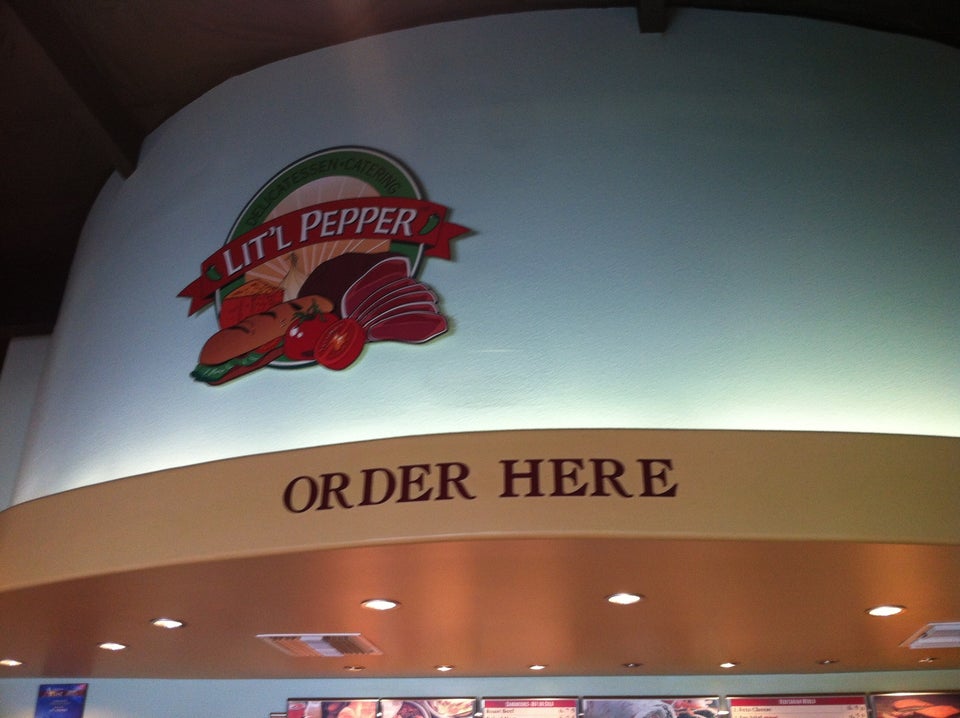 DELICATESSEN • CATERING
LIT'L PEPPER
ORDER HERE